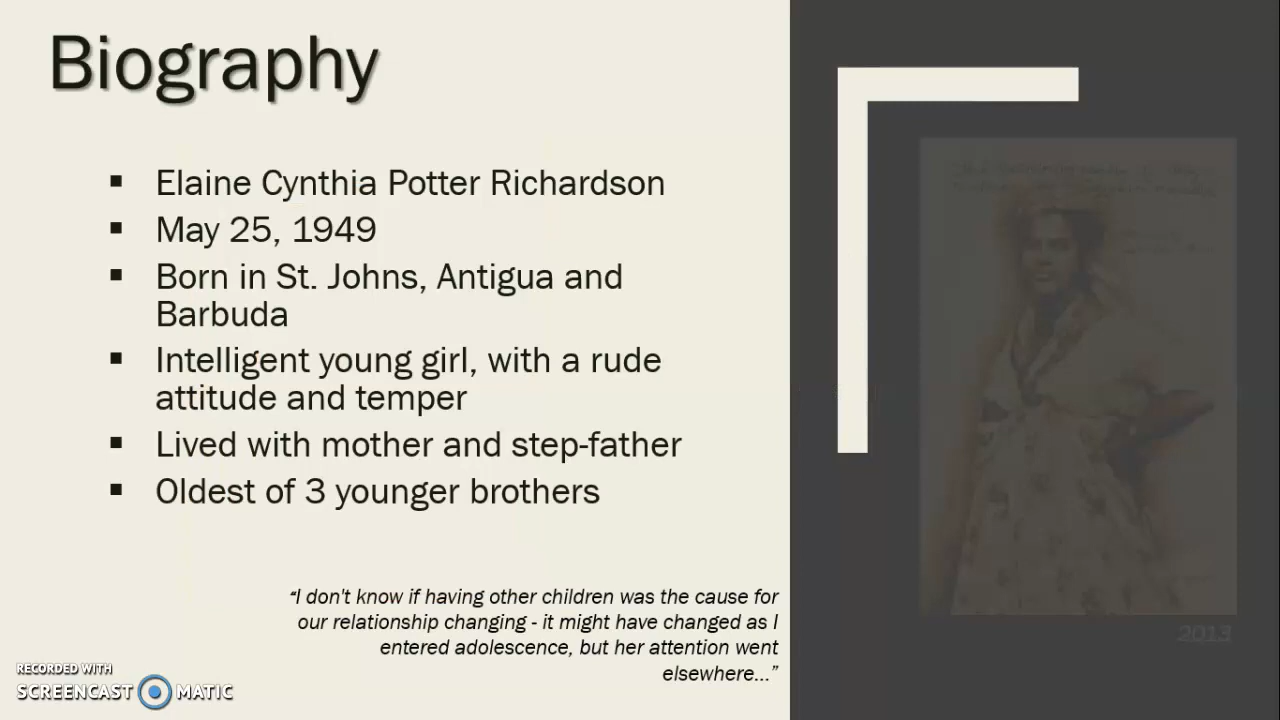 Biography
▪ Elaine Cynthia Potter Richardson
▪ May 25, 1949
▪ Born in St. Johns, Antigua and
Barbuda
▪ Intelligent young girl, with a rude
attitude and temper
▪ Lived with mother and step-father
▪ Oldest of 3 younger brothers
“I don't know if having other children was the cause for
our relationship changing - it might have changed as I
entered adolescence, but her attention went
elsewhere...”
2013
RECORDED WITH
SCREENCAST MATIC